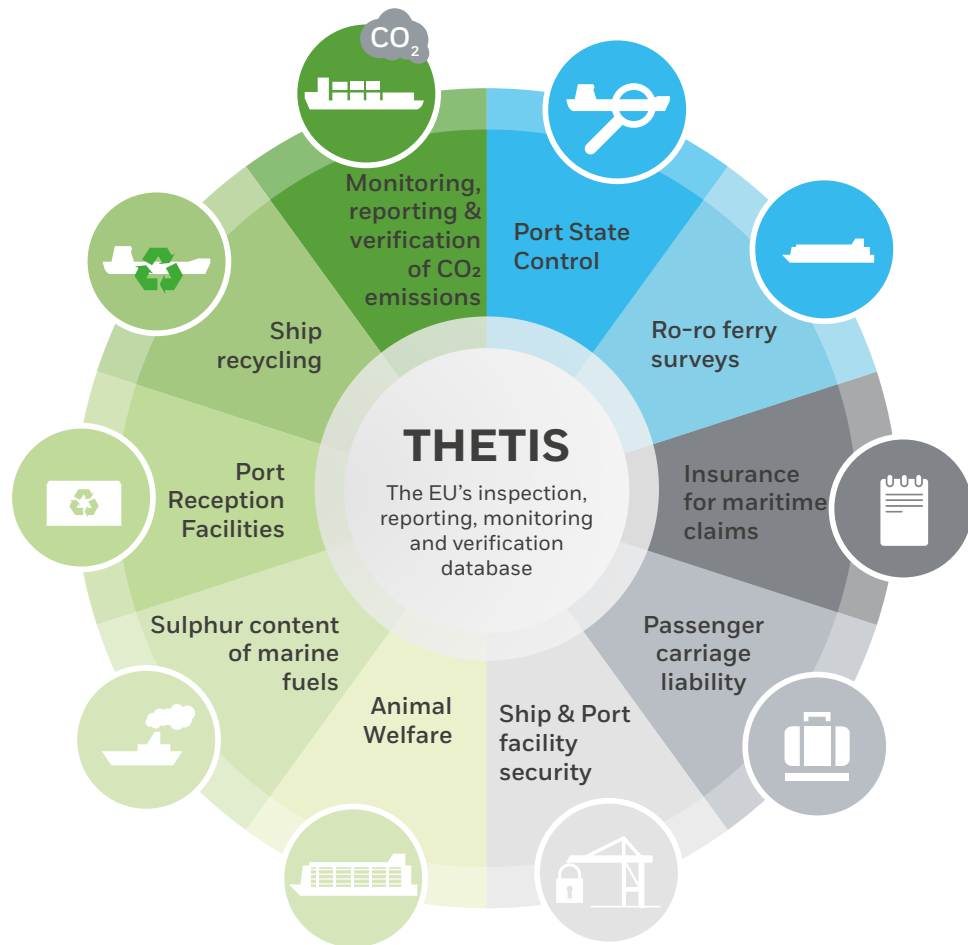 CO2
Monitoring,
reporting &
verification
of CO2
emissions
Port State
Control
Ro-ro ferry
surveys
Insurance
for maritime
claims
Passenger
carriage
liability
Ship & Port
facility
security
Animal
Welfare
Sulphur content
of marine
fuels
Port
Reception
Facilities
Ship
recycling
THETIS
The EU's inspection,
reporting, monitoring
and verification
database